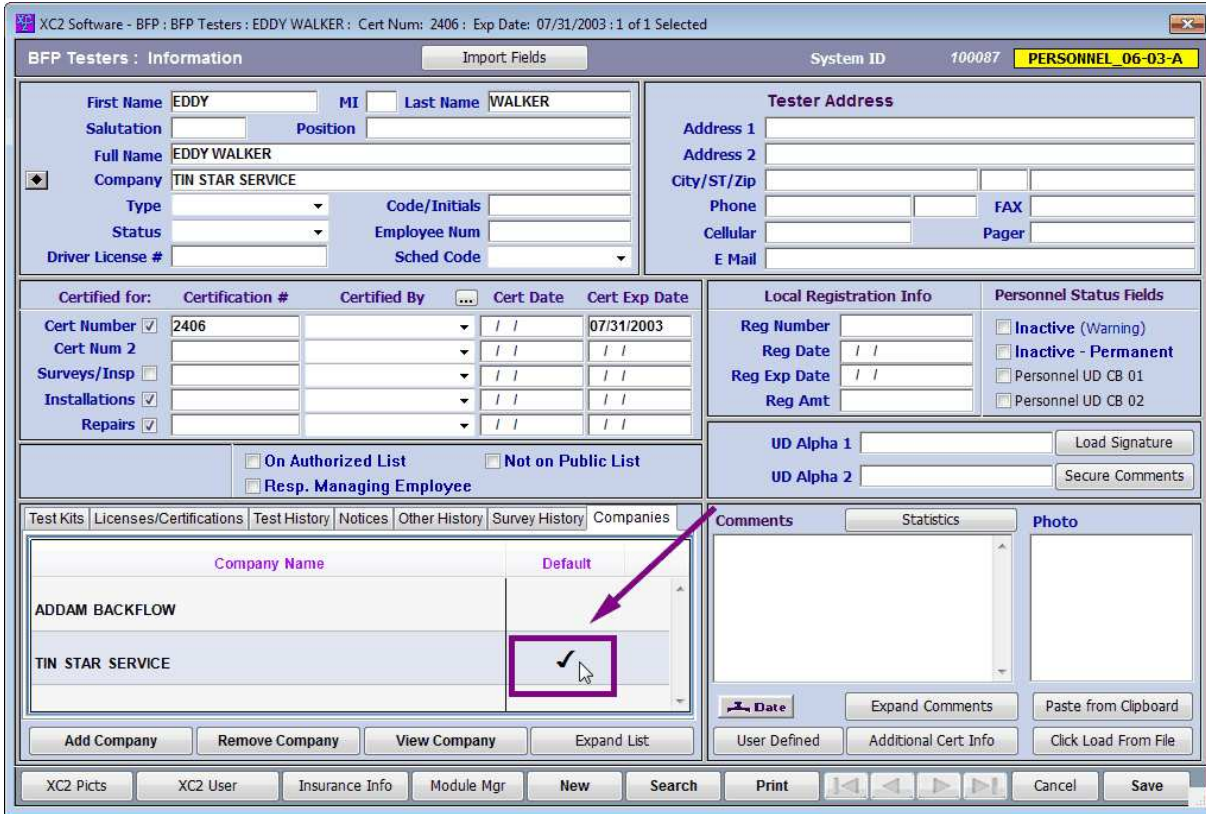 XC2 Software - BFP : BFP Testers : EDDY WALKER : Cert Num: 2406 : Exp Date: 07/31/2003 : 1 of 1 Selected
BFP Testers : Information Import Fields System ID 100087 PERSONNEL_06-03-A
First Name EDDY MI Last Name WALKER
Salutation Position
Full Name EDDY WALKER
Company TIN STAR SERVICE
Type Code/Initials
Status Employee Num
Driver License # Sched Code
Tester Address
Address 1
Address 2
City/ST/Zip
Phone FAX
Cellular Pager
E Mail
Certified for: Certification # Certified By ... Cert Date Cert Exp Date
Cert Number 2406 / / 07/31/2003
Cert Num 2 / / / /
Surveys/Insp / / / /
Installations / / / /
Repairs / / / /
Local Registration Info
Reg Number
Reg Date / /
Reg Exp Date / /
Reg Amt
Personnel Status Fields
Inactive (Warning)
Inactive - Permanent
Personnel UD CB 01
Personnel UD CB 02
On Authorized List Not on Public List
Resp. Managing Employee
UD Alpha 1 Load Signature
UD Alpha 2 Secure Comments
Test Kits Licenses/Certifications Test History Notices Other History Survey History Companies
Company Name Default
ADDAM BACKFLOW
TIN STAR SERVICE ✓
Add Company Remove Company View Company Expand List
Comments Statistics Photo
Date Expand Comments Paste from Clipboard
User Defined Additional Cert Info Click Load From File
XC2 Picts XC2 User Insurance Info Module Mgr New Search Print Cancel Save